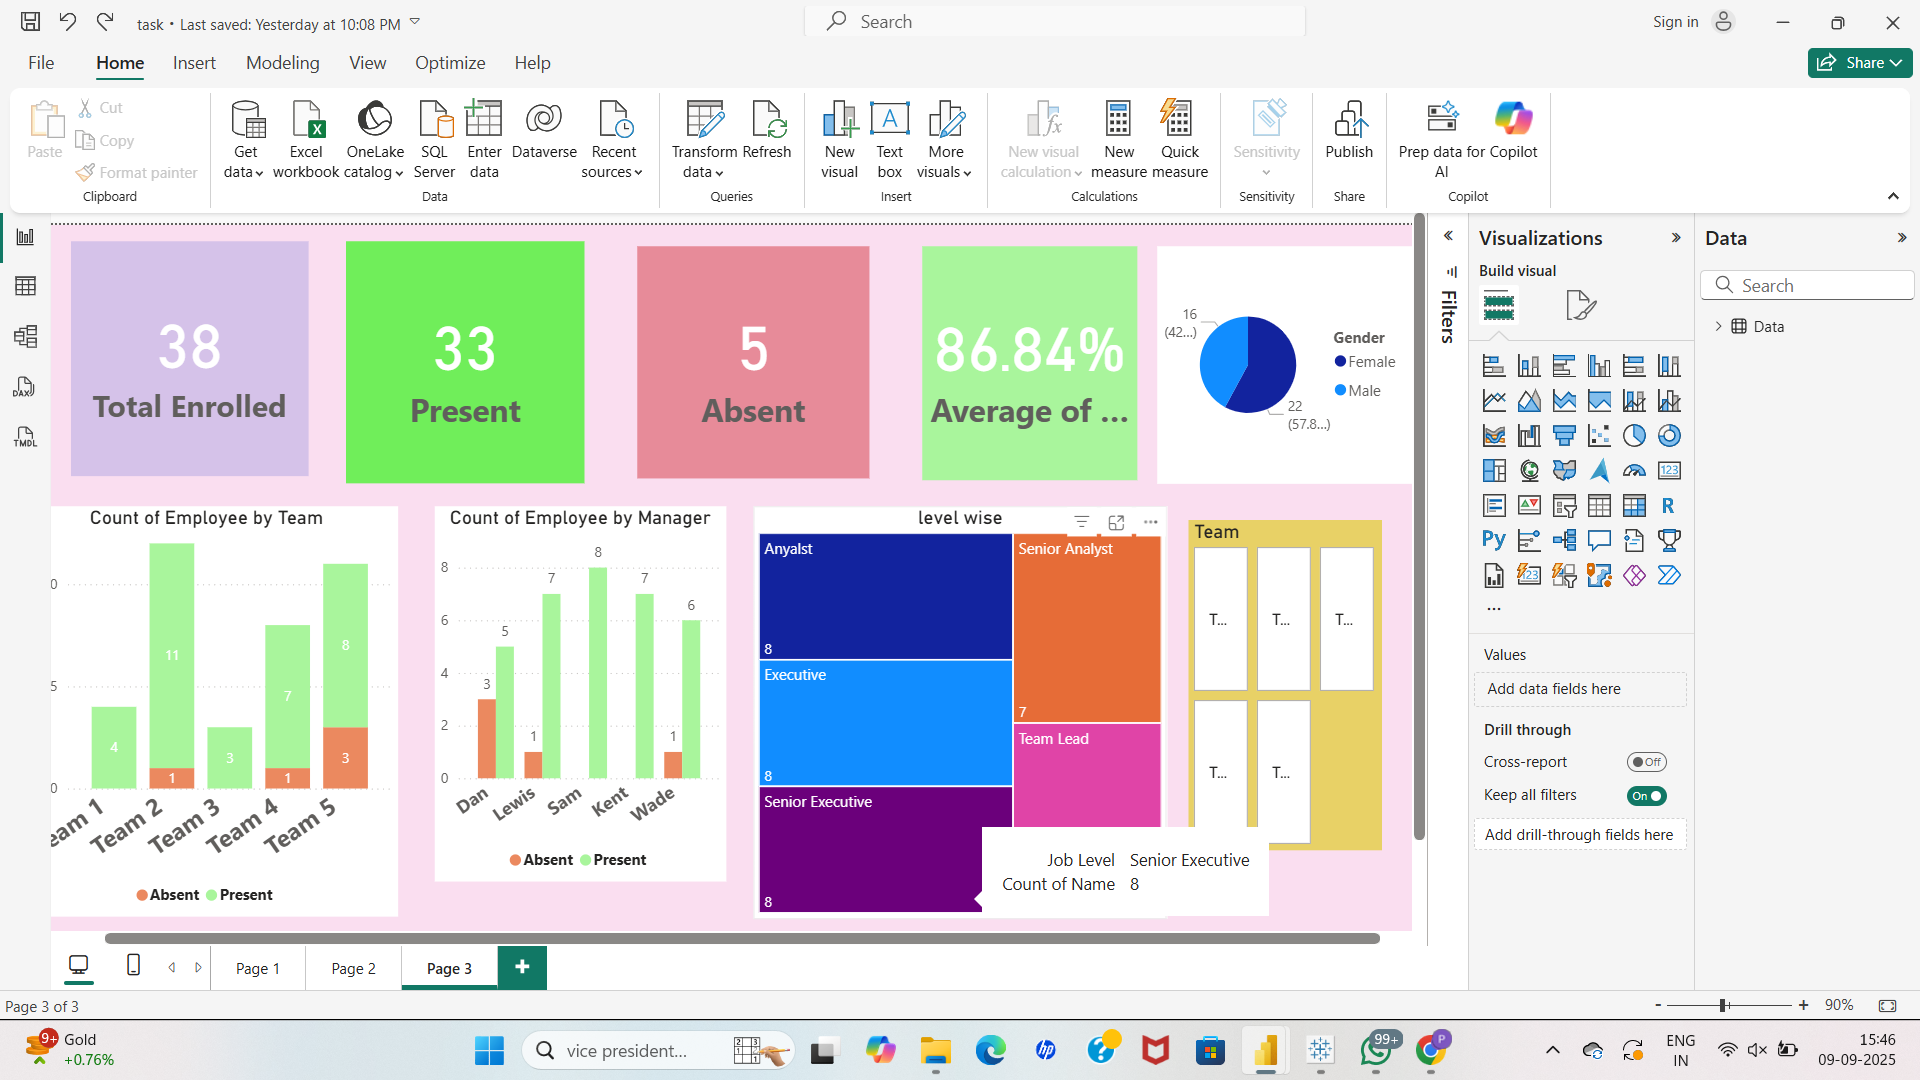 task • Last saved: Yesterday at 10:08 PM
Search
Sign in
File Home Insert Modeling View Optimize Help
Share
Paste
Cut
Copy
Format painter
Clipboard
Get data
Excel workbook
OneLake catalog
SQL Server
Enter data
Dataverse
Recent sources
Data
Transform data
Refresh
Queries
New visual
Text box
More visuals
Insert
New visual calculation
New measure
Quick measure
Calculations
Sensitivity
Sensitivity
Publish
Share
Prep data for AI
Copilot
Copilot
DAX
TMDL
38
Total Enrolled
33
Present
5
Absent
86.84%
Average of ...
16
(42...)
22
(57.8...)
Gender
Female
Male
Count of Employee by Team
0
5
0
4
11
1
3
7
1
8
3
eam 1
Team 2
Team 3
Team 4
Team 5
Absent Present
Count of Employee by Manager
8
6
4
2
0
3
5
1
7
8
7
1
6
Dan
Lewis
Sam
Kent
Wade
Absent Present
level wise
Anyalst
8
Executive
8
Senior Executive
8
Senior Analyst
7
Team Lead
Job Level Senior Executive
Count of Name 8
Team
T...
T...
T...
T...
T...
Filters
Visualizations
Build visual
123
R
Py
123
Values
Add data fields here
Drill through
Cross-report
Off
Keep all filters
On
Add drill-through fields here
Data
Search
Data
Page 1
Page 2
Page 3
Page 3 of 3
- + 90%
9+
Gold
+0.76%
vice president...
hp
99+
P
ENG
IN
15:46
09-09-2025